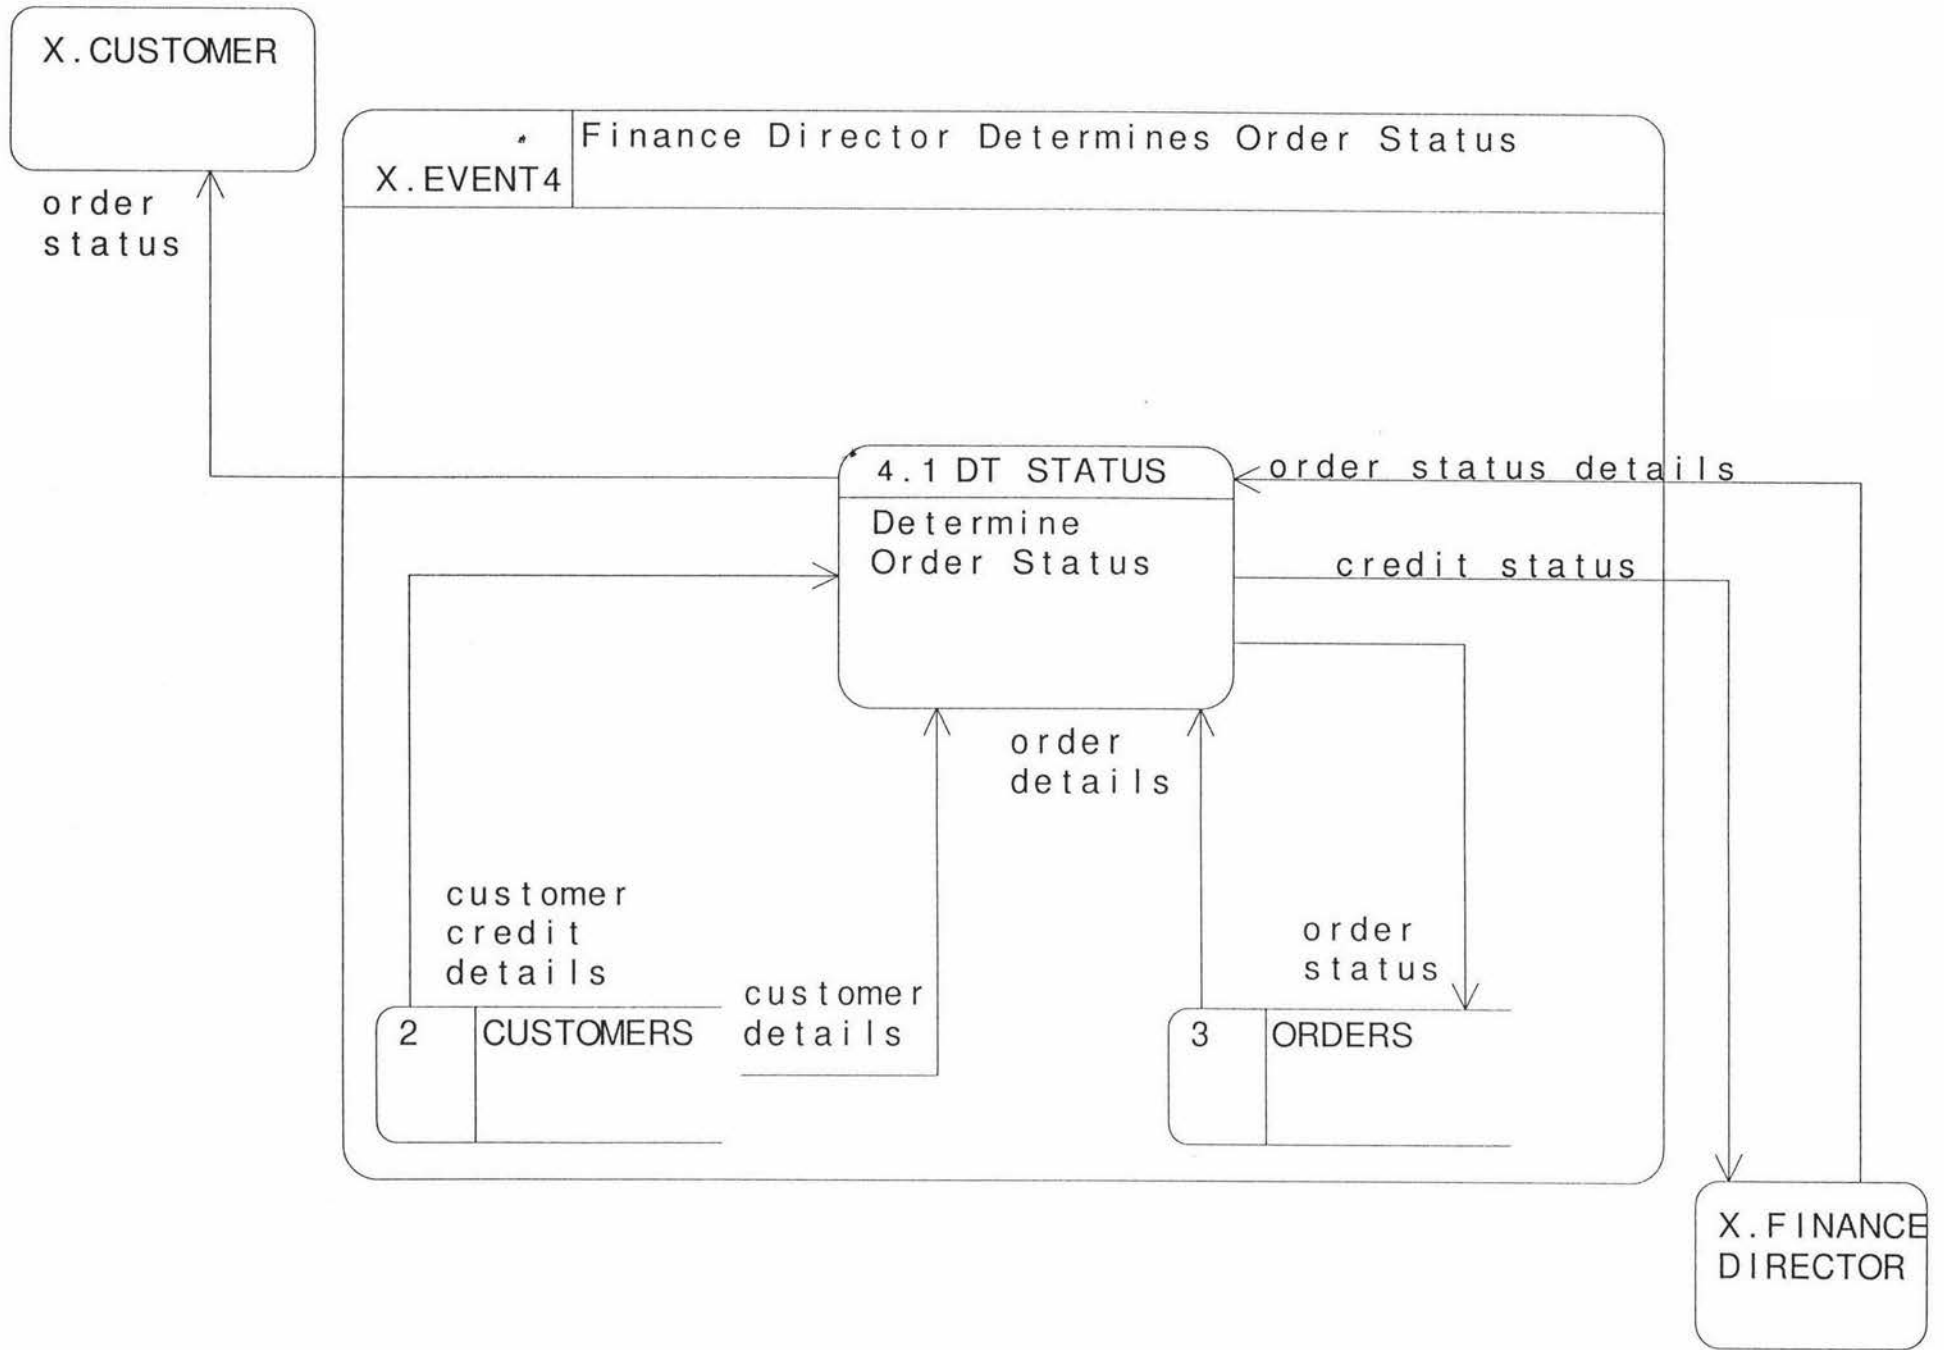 X.CUSTOMER
order
status
Finance Director Determines Order Status
X.EVENT4
4.1 DT STATUS
Determine
Order Status
order status details
credit status
order
details
customer
credit
details
customer
details
order
status
2 CUSTOMERS
3 ORDERS
X.FINANCE
DIRECTOR